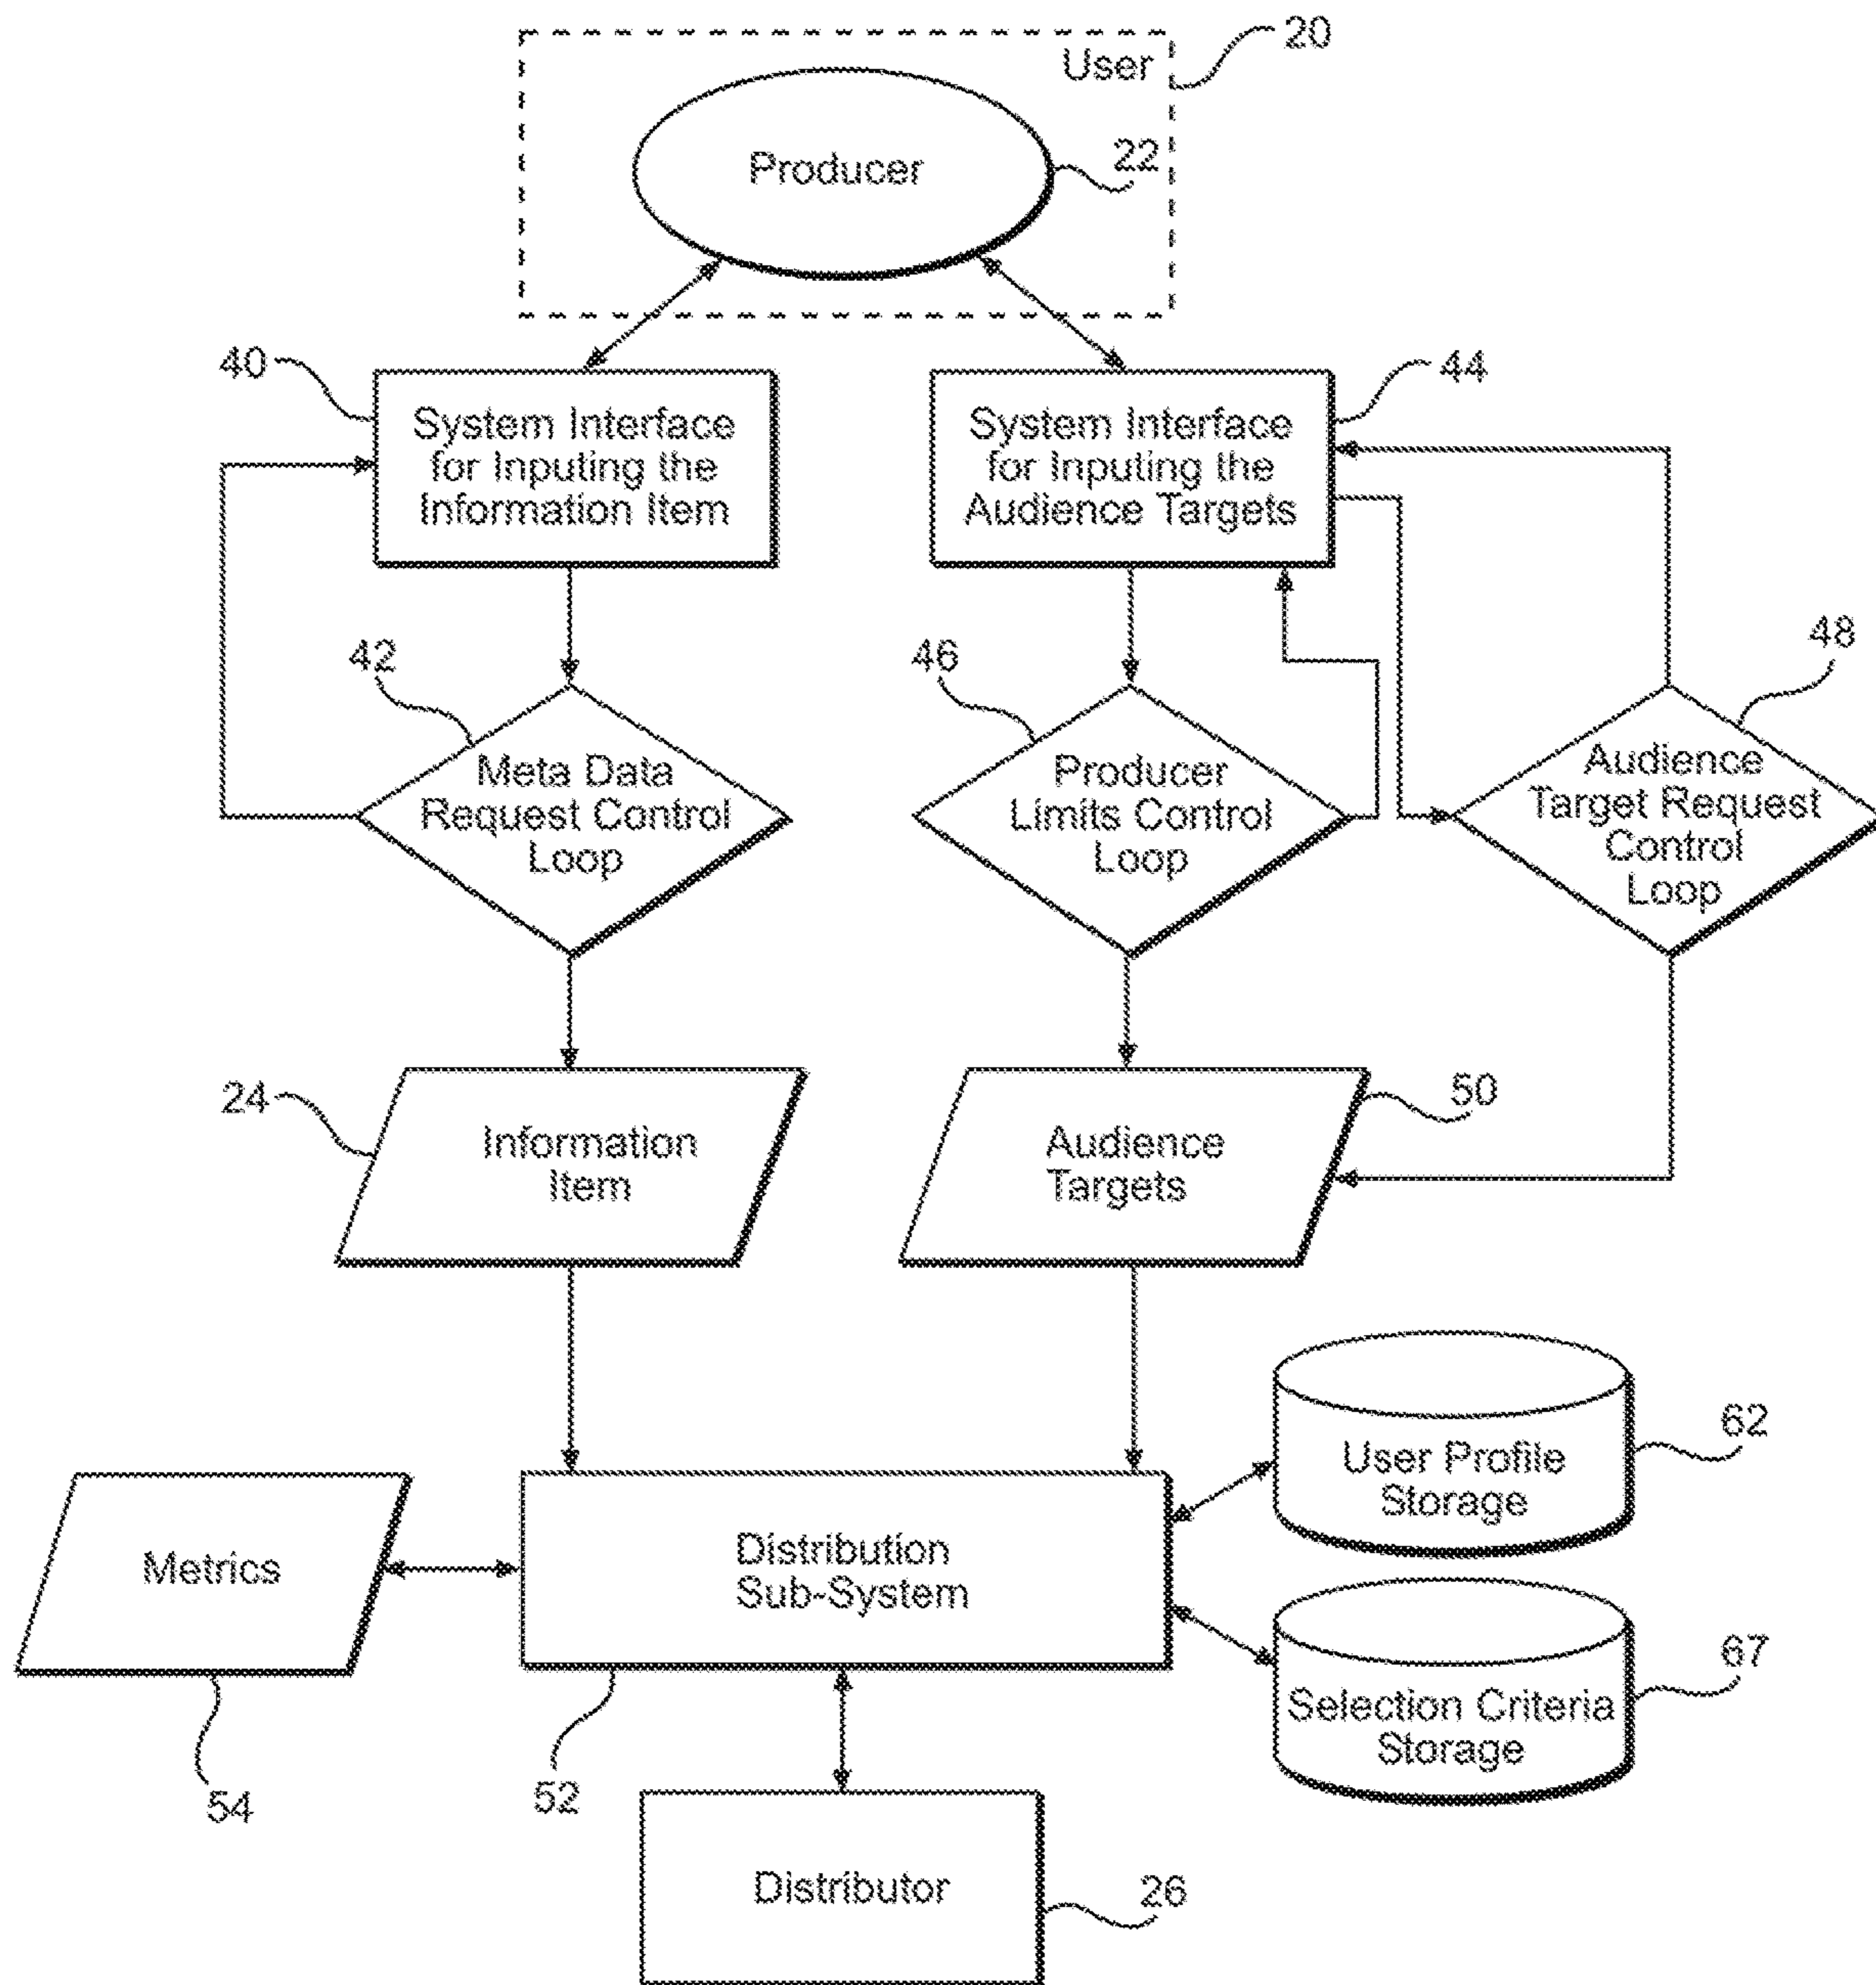 20
User
Producer
22
40
System Interface
for Inputing the
Information Item
44
System Interface
for Inputing the
Audience Targets
42
Meta Data
Request Control
Loop
46
Producer
Limits Control
Loop
48
Audience
Target Request
Control
Loop
24
Information
Item
50
Audience
Targets
62
User Profile
Storage
Metrics
54
Distribution
Sub-System
52
67
Selection Criteria
Storage
Distributor
26